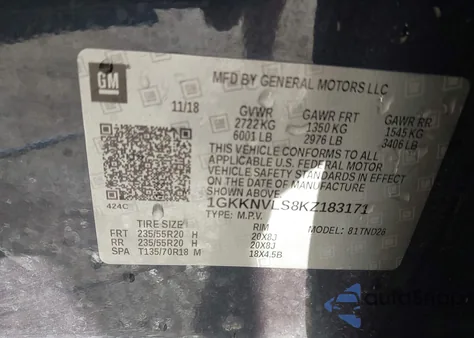 GM
MFD BY GENERAL MOTORS LLC
11/18
GVWR GAWR FRT GAWR RR
2722 KG 1350 KG 1545 KG
6001 LB 2976 LB 3406 LB
THIS VEHICLE CONFORMS TO ALL
APPLICABLE U.S. FEDERAL MOTOR
VEHICLE SAFETY STANDARDS IN EFFECT
ON THE DATE OF MANUFACTURE
SHOWN ABOVE.
1GKKNVLS8KZ183171
424C
TYPE: M.P.V. MODEL: 81TND26
TIRE SIZE RIM
FRT 235/55R20 H 20X8J
RR 235/55R20 H 20X8J
SPA T135/70R18 M 18X4.5B